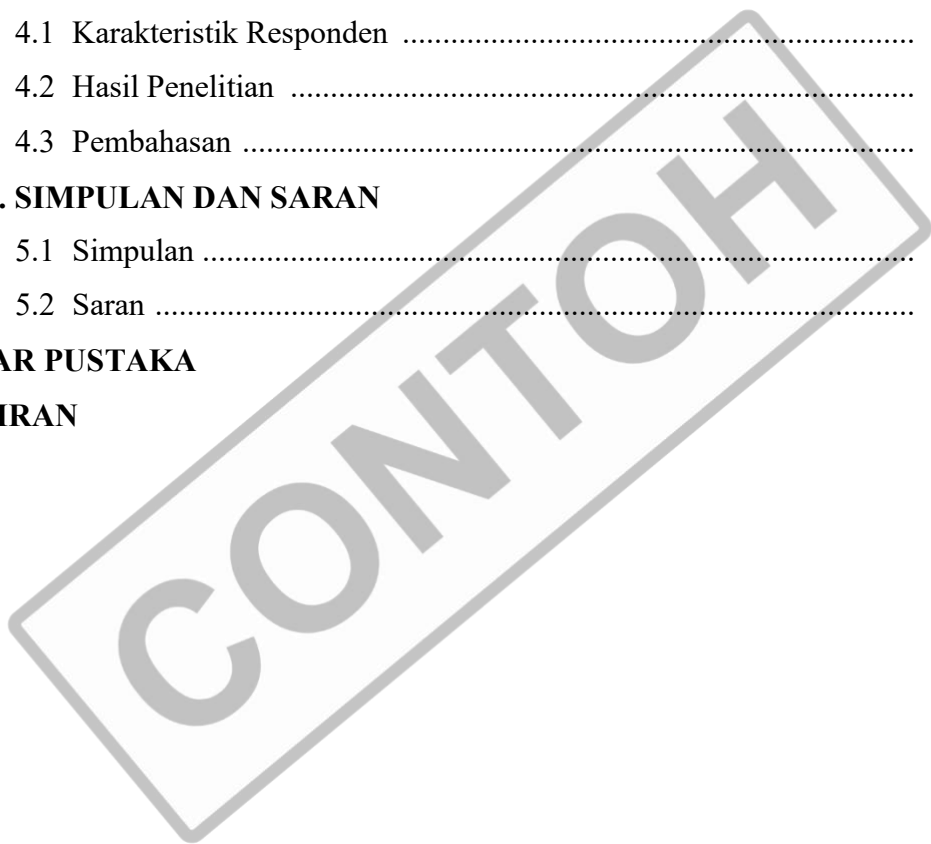 4.1 Karakteristik Responden ................................................................
4.2 Hasil Penelitian ..............................................................................
4.3 Pembahasan ....................................................................................
. SIMPULAN DAN SARAN
5.1 Simpulan .........................................................................................
5.2 Saran ...............................................................................................
AR PUSTAKA
IRAN
CONTOH